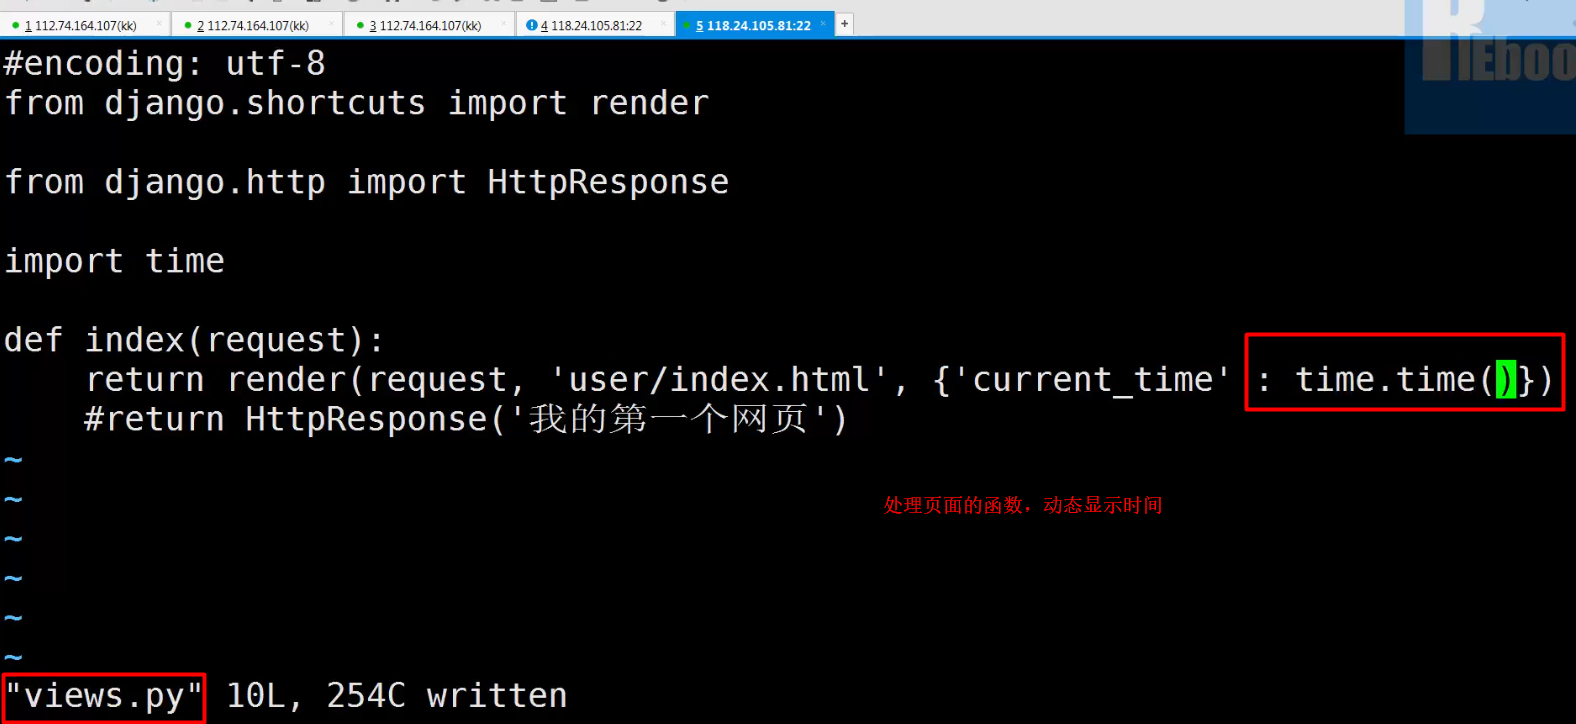 1 112.74.164.107(kk) × 2 112.74.164.107(kk) × 3 112.74.164.107(kk) × 4 118.24.105.81:22 × 5 118.24.105.81:22 × +
#encoding: utf-8
from django.shortcuts import render
from django.http import HttpResponse
import time
def index(request):
    return render(request, 'user/index.html', {'current_time' : time.time()})
    #return HttpResponse('我的第一个网页')
~
~
处理页面的函数，动态显示时间
~
~
~
~
"views.py" 10L, 254C written